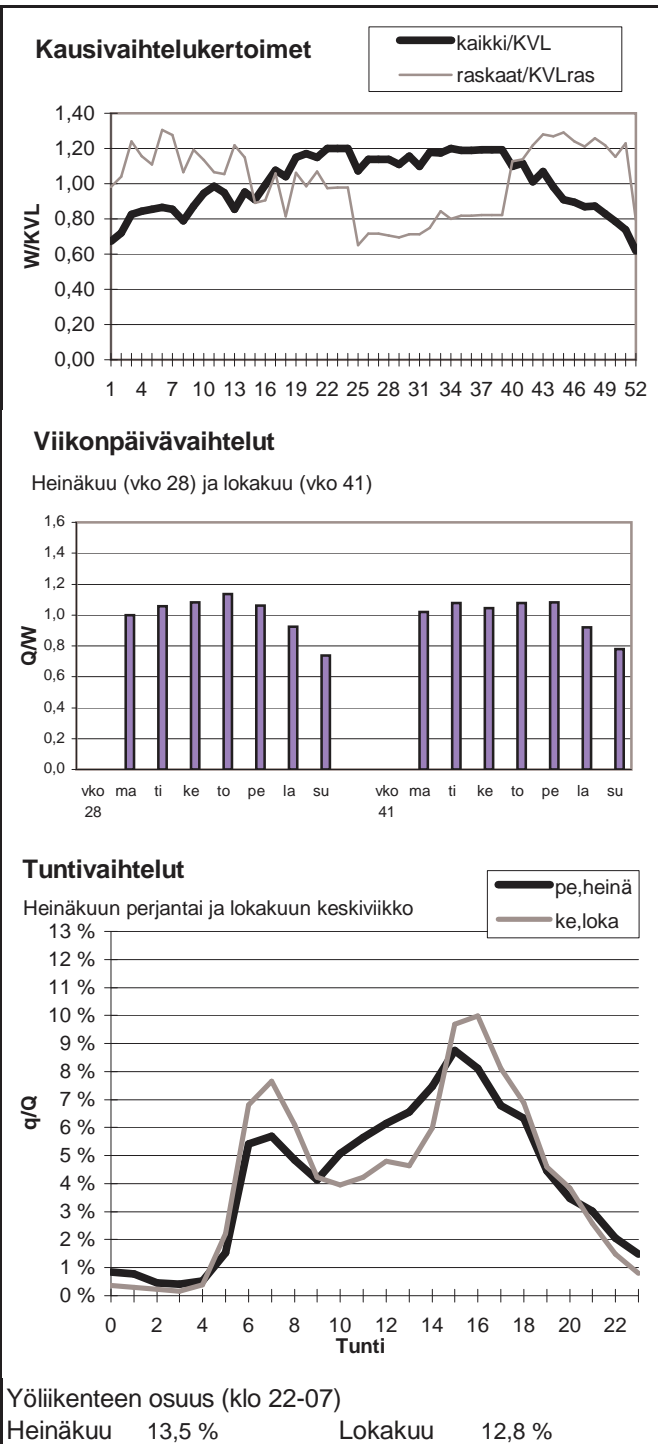 Kausivaihtelukertoimet
kaikki/KVL
raskaat/KVLras
W/KVL
1,40
1,20
1,00
0,80
0,60
0,40
0,20
0,00
1 4 7 10 13 16 19 22 25 28 31 34 37 40 43 46 49 52
Viikonpäivävaihtelut
Heinäkuu (vko 28) ja lokakuu (vko 41)
Q/W
1,6
1,4
1,2
1,0
0,8
0,6
0,4
0,2
0,0
vko ma ti ke to pe la su vko ma ti ke to pe la su
28 41
Tuntivaihtelut
pe,heinä
ke,loka
Heinäkuun perjantai ja lokakuun keskiviikko
q/Q
13 %
12 %
11 %
10 %
9 %
8 %
7 %
6 %
5 %
4 %
3 %
2 %
1 %
0 %
0 2 4 6 8 10 12 14 16 18 20 22
Tunti
Yöliikenteen osuus (klo 22-07)
Heinäkuu 13,5 % Lokakuu 12,8 %